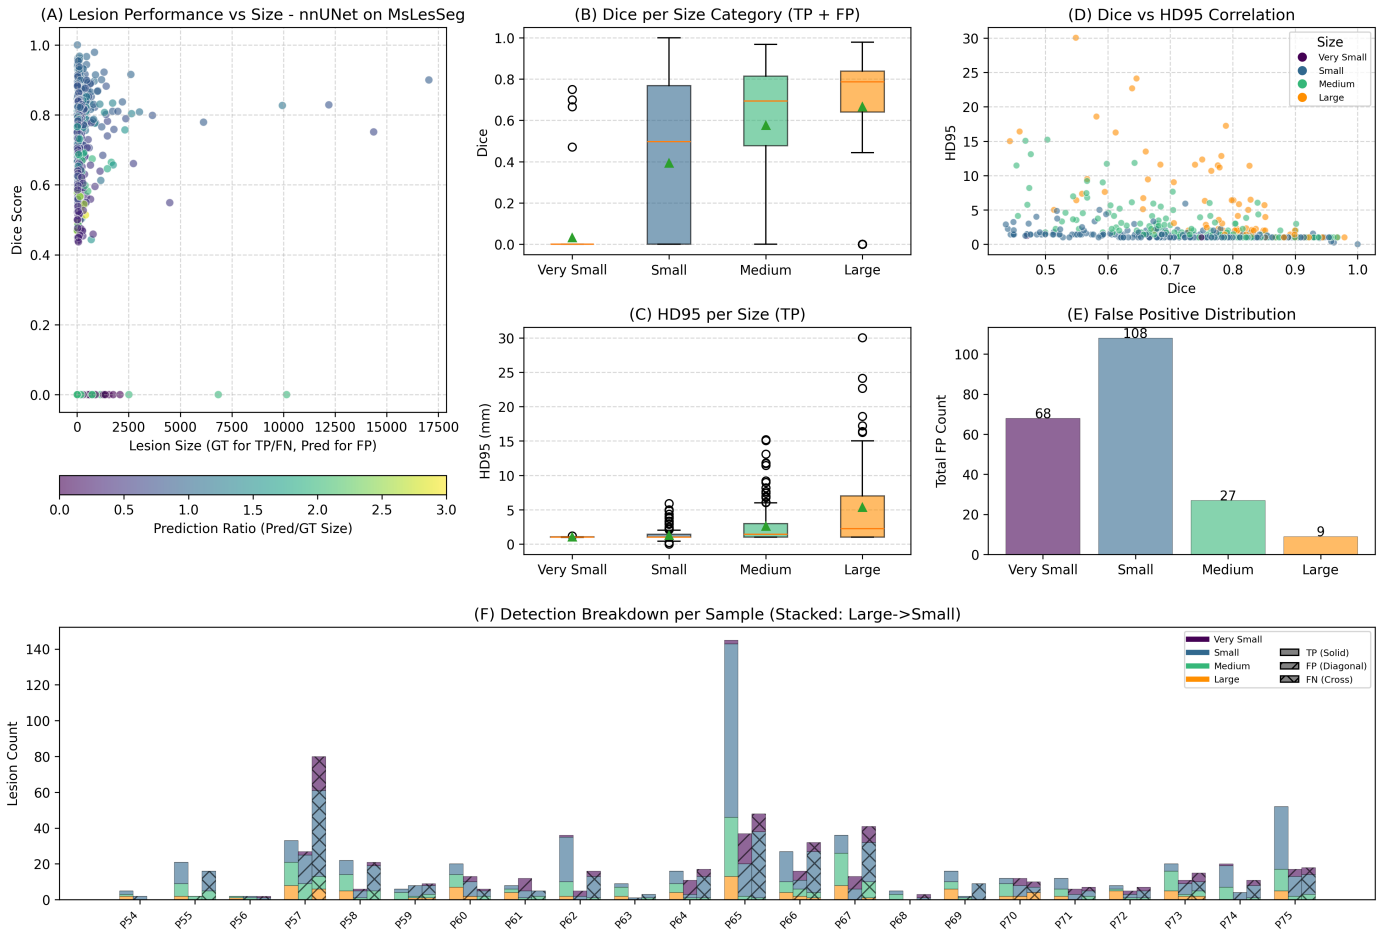 (A) Lesion Performance vs Size - nnUNet on MsLesSeg
Dice Score
1.0
0.8
0.6
0.4
0.2
0.0
0 2500 5000 7500 10000 12500 15000 17500
Lesion Size (GT for TP/FN, Pred for FP)
0.0 0.5 1.0 1.5 2.0 2.5 3.0
Prediction Ratio (Pred/GT Size)
(B) Dice per Size Category (TP + FP)
Dice
1.0
0.8
0.6
0.4
0.2
0.0
Very Small Small Medium Large
(C) HD95 per Size (TP)
HD95 (mm)
30
25
20
15
10
5
0
Very Small Small Medium Large
(D) Dice vs HD95 Correlation
HD95
30
25
20
15
10
5
0
Size
Very Small
Small
Medium
Large
0.5 0.6 0.7 0.8 0.9 1.0
Dice
(E) False Positive Distribution
Total FP Count
100
80
60
40
20
0
68
108
27
9
Very Small Small Medium Large
(F) Detection Breakdown per Sample (Stacked: Large->Small)
Lesion Count
140
120
100
80
60
40
20
0
Very Small
Small
Medium
Large
TP (Solid)
FP (Diagonal)
FN (Cross)
P54 P55 P56 P57 P58 P59 P60 P61 P62 P63 P64 P65 P66 P67 P68 P69 P70 P71 P72 P73 P74 P75